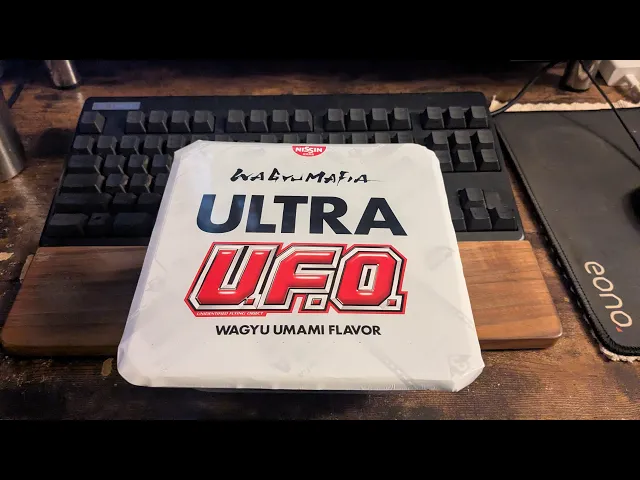 NISSIN
WAGYUMAFIA
ULTRA
U.F.O.
UNIDENTIFIED FLYING OBJECT
WAGYU UMAMI FLAVOR
eono